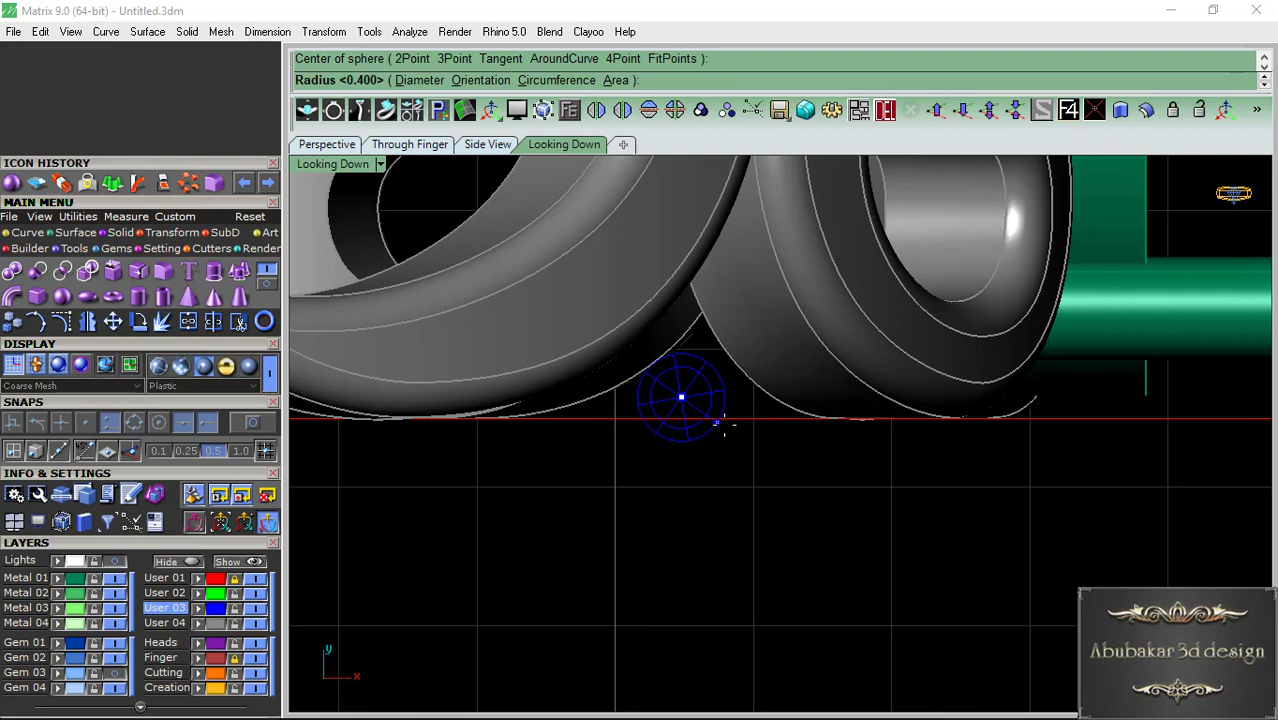 Matrix 9.0 (64-bit) - Untitled.3dm
File Edit View Curve Surface Solid Mesh Dimension Transform Tools Analyze Render Rhino 5.0 Blend Clayoo Help
Center of sphere ( 2Point 3Point Tangent AroundCurve 4Point FitPoints ):
Radius <0.400> ( Diameter Orientation Circumference Area ):
Perspective Through Finger Side View Looking Down
Looking Down
ICON HISTORY
MAIN MENU
File View Utilities Measure Custom Reset
Curve Surface Solid Transform SubD Art
Builder Tools Gems Setting Cutters Render
DISPLAY
Coarse Mesh Plastic
SNAPS
0.1 0.25 0.5 1.0
INFO & SETTINGS
LAYERS
Lights Hide Show
Metal 01 User 01
Metal 02 User 02
Metal 03 User 03
Metal 04 User 04
Gem 01 Heads
Gem 02 Finger
Gem 03 Cutting
Gem 04 Creation
y
x
Abubakar 3d design